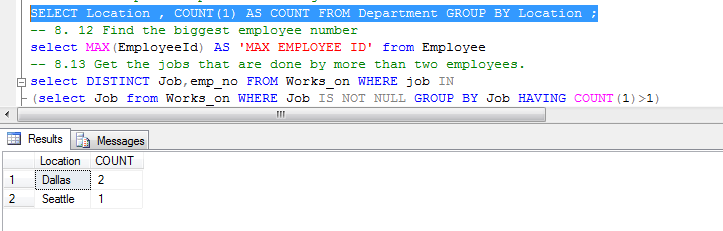 SELECT Location , COUNT(1) AS COUNT FROM Department GROUP BY Location ;
-- 8. 12 Find the biggest employee number
select MAX(EmployeeId) AS 'MAX EMPLOYEE ID' from Employee
-- 8.13 Get the jobs that are done by more than two employees.
select DISTINCT Job,emp_no FROM Works_on WHERE job IN
(select Job from Works_on WHERE Job IS NOT NULL GROUP BY Job HAVING COUNT(1)>1)
Results Messages
Location COUNT
1 Dallas 2
2 Seattle 1